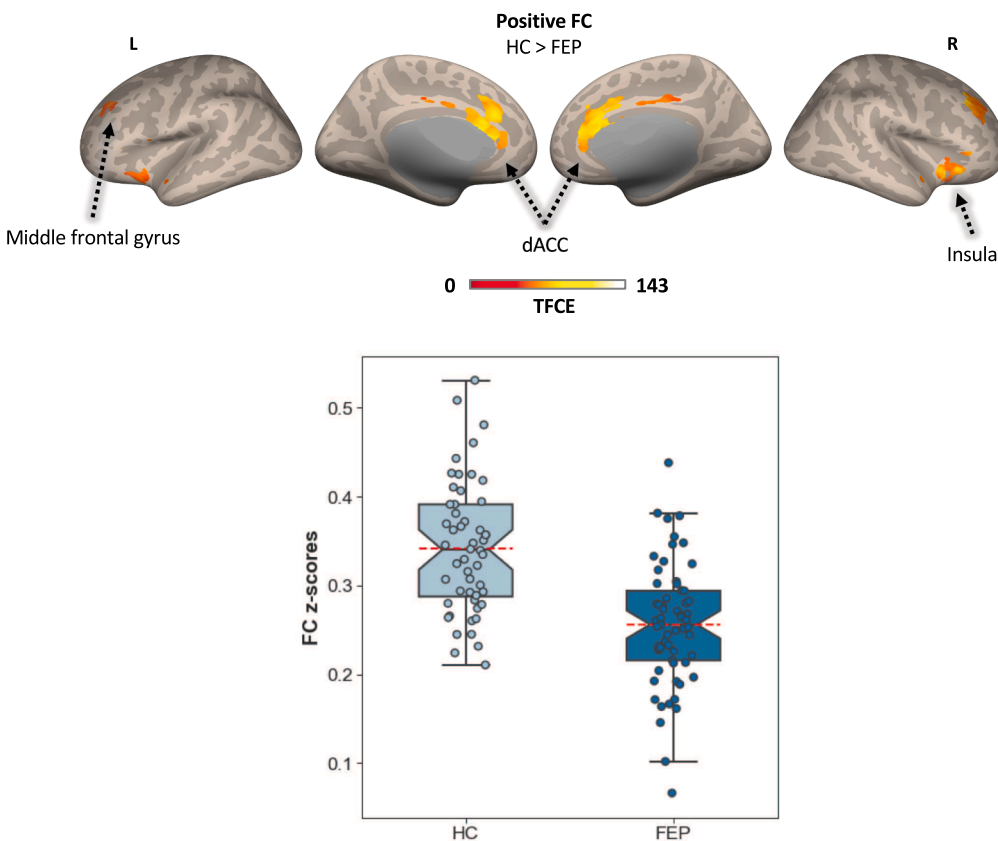 Positive FC
HC > FEP
L
R
Middle frontal gyrus
dACC
Insula
0
143
TFCE
FC z-scores
0.5
0.4
0.3
0.2
0.1
HC
FEP